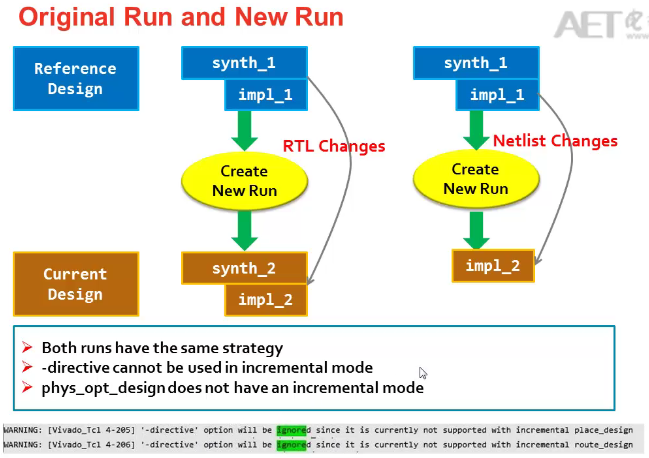 Original Run and New Run
AET
www
Reference
Design
synth_1
impl_1
synth_1
impl_1
RTL Changes
Netlist Changes
Create
New Run
Create
New Run
Current
Design
synth_2
impl_2
impl_2
Both runs have the same strategy
-directive cannot be used in incremental mode
phys_opt_design does not have an incremental mode
WARNING: [Vivado_Tcl 4-205] '-directive' option will be ignored since it is currently not supported with incremental place_design
WARNING: [Vivado_Tcl 4-206] '-directive' option will be ignored since it is currently not supported with incremental route_design